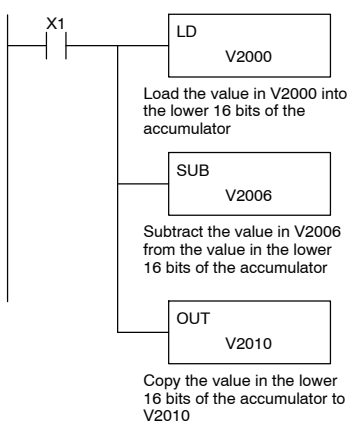 X1
LD
V2000
Load the value in V2000 into
the lower 16 bits of the
accumulator
SUB
V2006
Subtract the value in V2006
from the value in the lower
16 bits of the accumulator
OUT
V2010
Copy the value in the lower
16 bits of the accumulator to
V2010